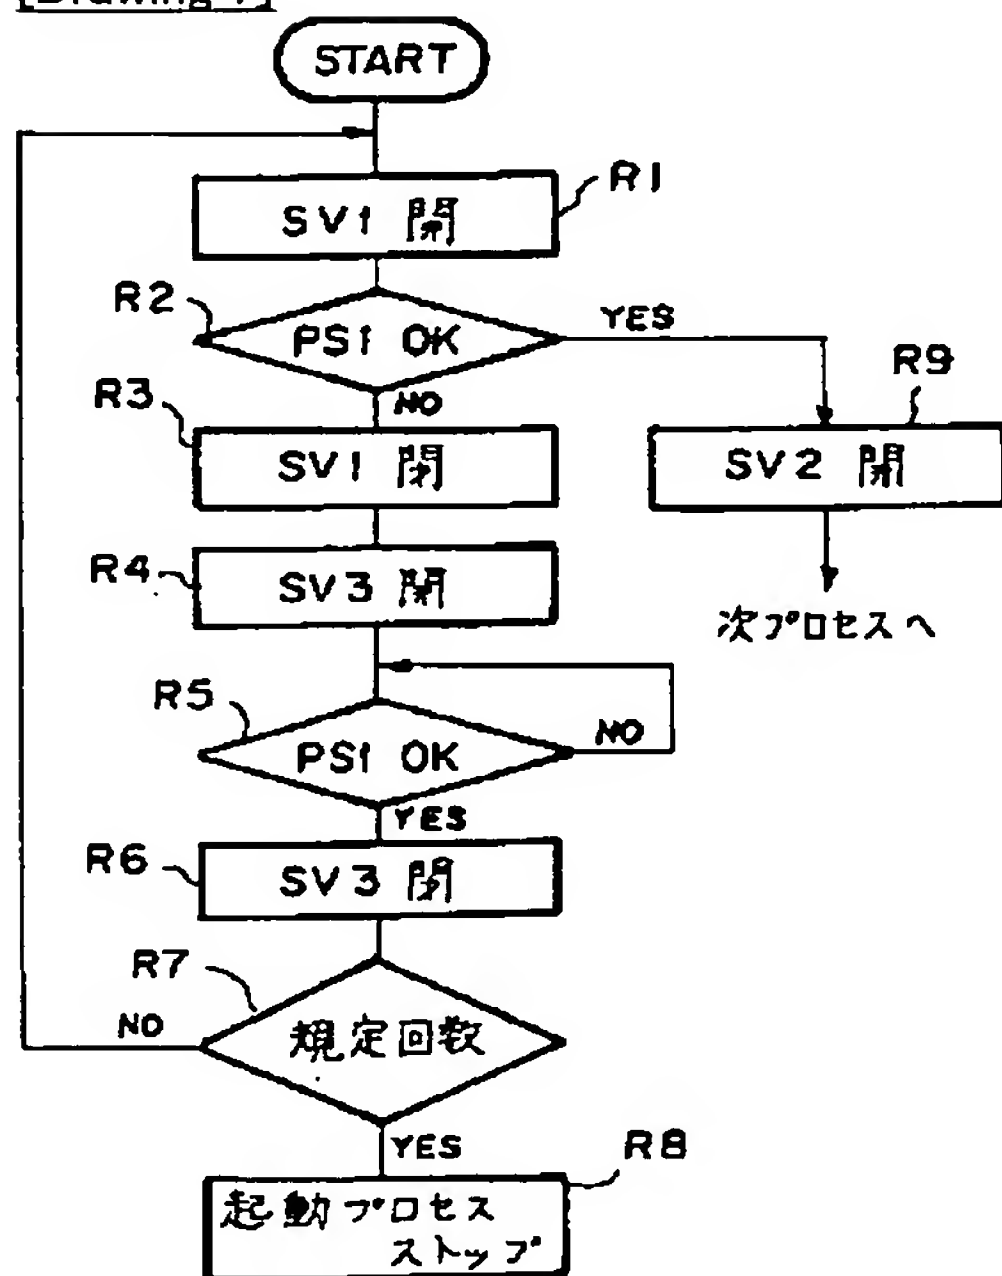 START
SV1 開
R1
R2
PS1 OK
YES
NO
R3
SV1 閉
R9
SV2 開
次プロセスへ
R4
SV3 開
R5
PS1 OK
NO
YES
R6
SV3 閉
R7
規定回数
NO
YES
R8
起動プロセス
ストップ